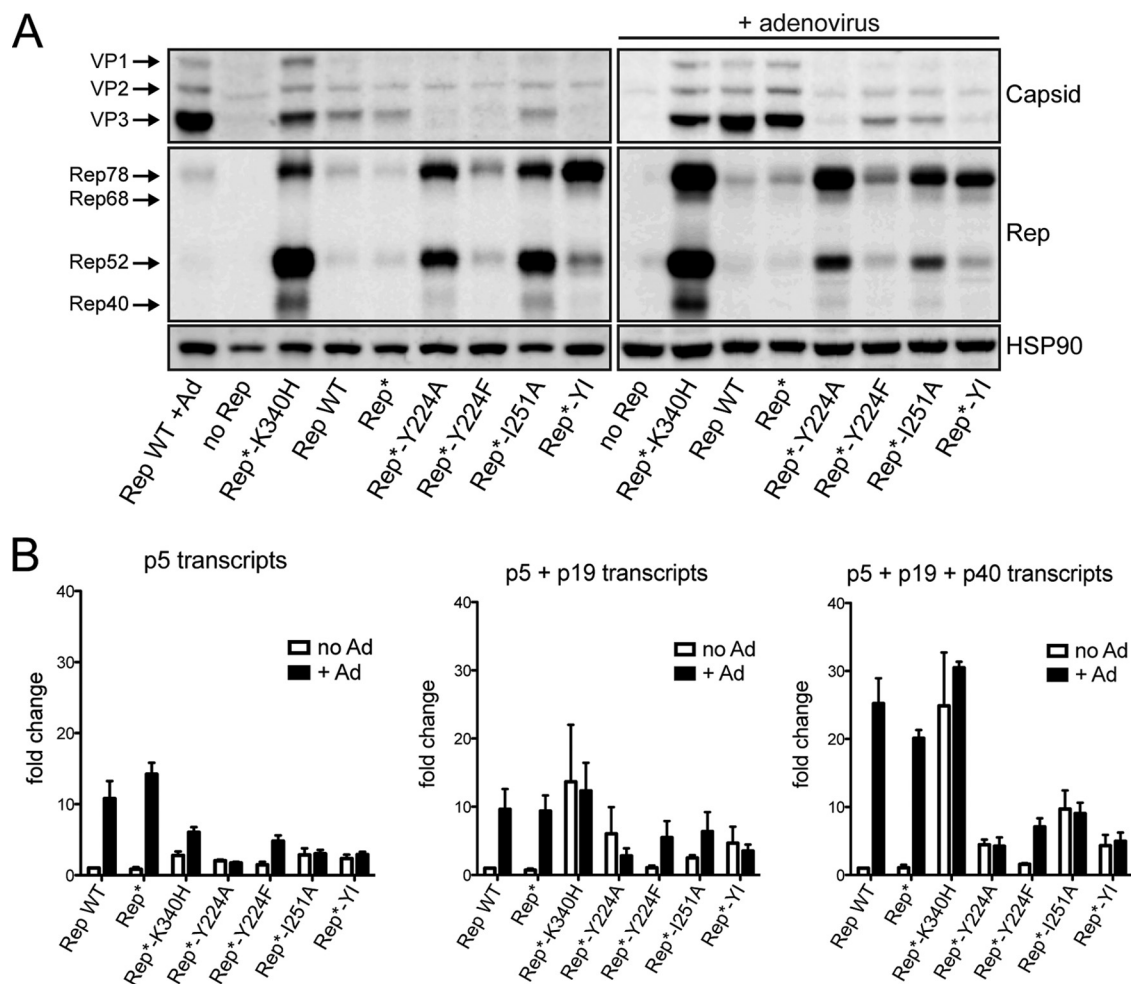 A
+ adenovirus
VP1
VP2
VP3
Capsid
Rep78
Rep68
Rep52
Rep40
Rep
HSP90
Rep WT +Ad
no Rep
Rep*-K340H
Rep WT
Rep*
Rep*-Y224A
Rep*-Y224F
Rep*-I251A
Rep*-YI
no Rep
Rep*-K340H
Rep WT
Rep*
Rep*-Y224A
Rep*-Y224F
Rep*-I251A
Rep*-YI
B
p5 transcripts
fold change
40
30
20
10
0
no Ad
+ Ad
Rep WT
Rep*
Rep*-K340H
Rep*-Y224A
Rep*-Y224F
Rep*-I251A
Rep*-YI
p5 + p19 transcripts
fold change
40
30
20
10
0
no Ad
+ Ad
Rep WT
Rep*
Rep*-K340H
Rep*-Y224A
Rep*-Y224F
Rep*-I251A
Rep*-YI
p5 + p19 + p40 transcripts
fold change
40
30
20
10
0
no Ad
+ Ad
Rep WT
Rep*
Rep*-K340H
Rep*-Y224A
Rep*-Y224F
Rep*-I251A
Rep*-YI